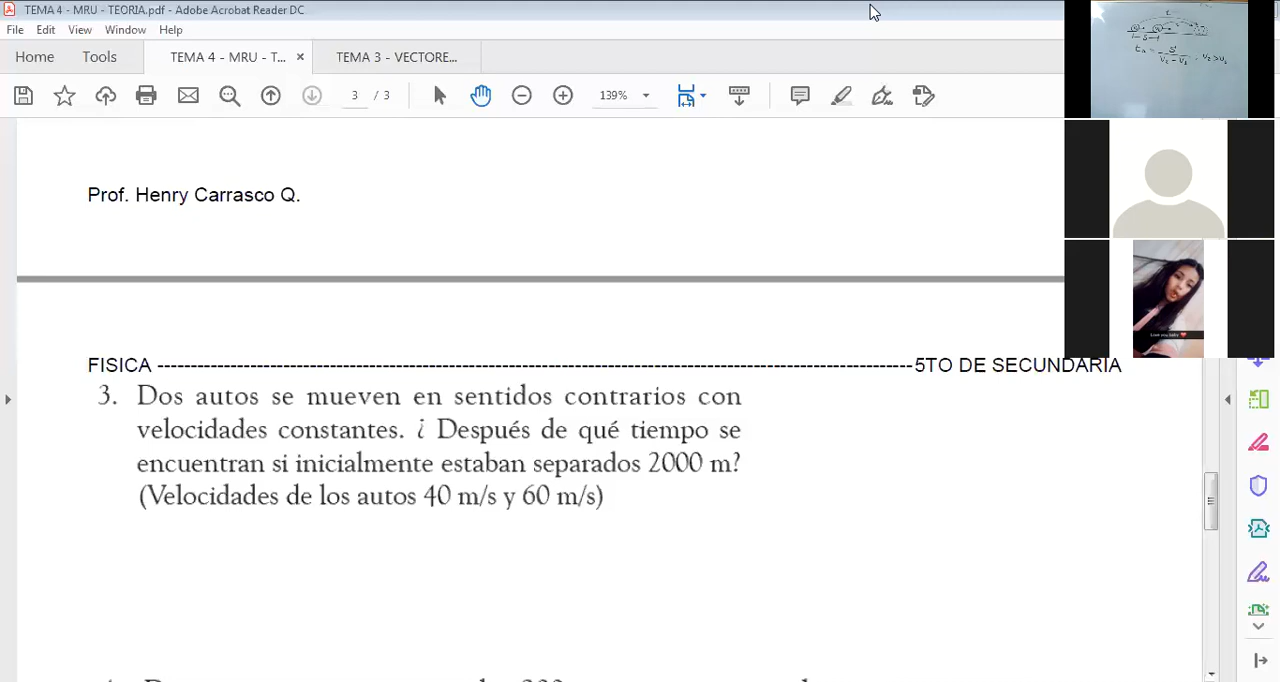 TEMA 4 - MRU - TEORIA.pdf - Adobe Acrobat Reader DC
File Edit View Window Help
Home Tools TEMA 4 - MRU - T... × TEMA 3 - VECTORE...
3 / 3 139%
Prof. Henry Carrasco Q.
FISICA ------------------------------------------------------------------------------------------------------------------5TO DE SECUNDARIA
3. Dos autos se mueven en sentidos contrarios con
velocidades constantes. ¿ Después de qué tiempo se
encuentran si inicialmente estaban separados 2000 m?
(Velocidades de los autos 40 m/s y 60 m/s)